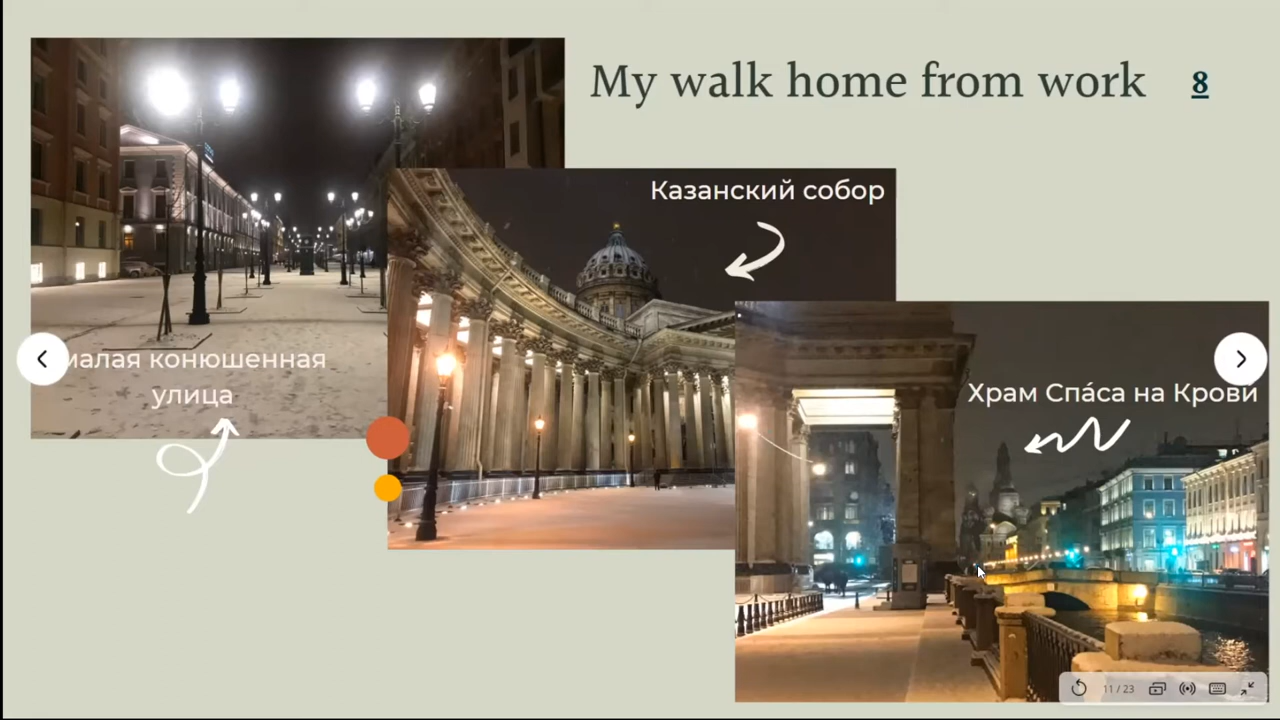 My walk home from work 8
Казанский собор
малая конюшенная
улица
Храм Спа́са на Крови
11 / 23